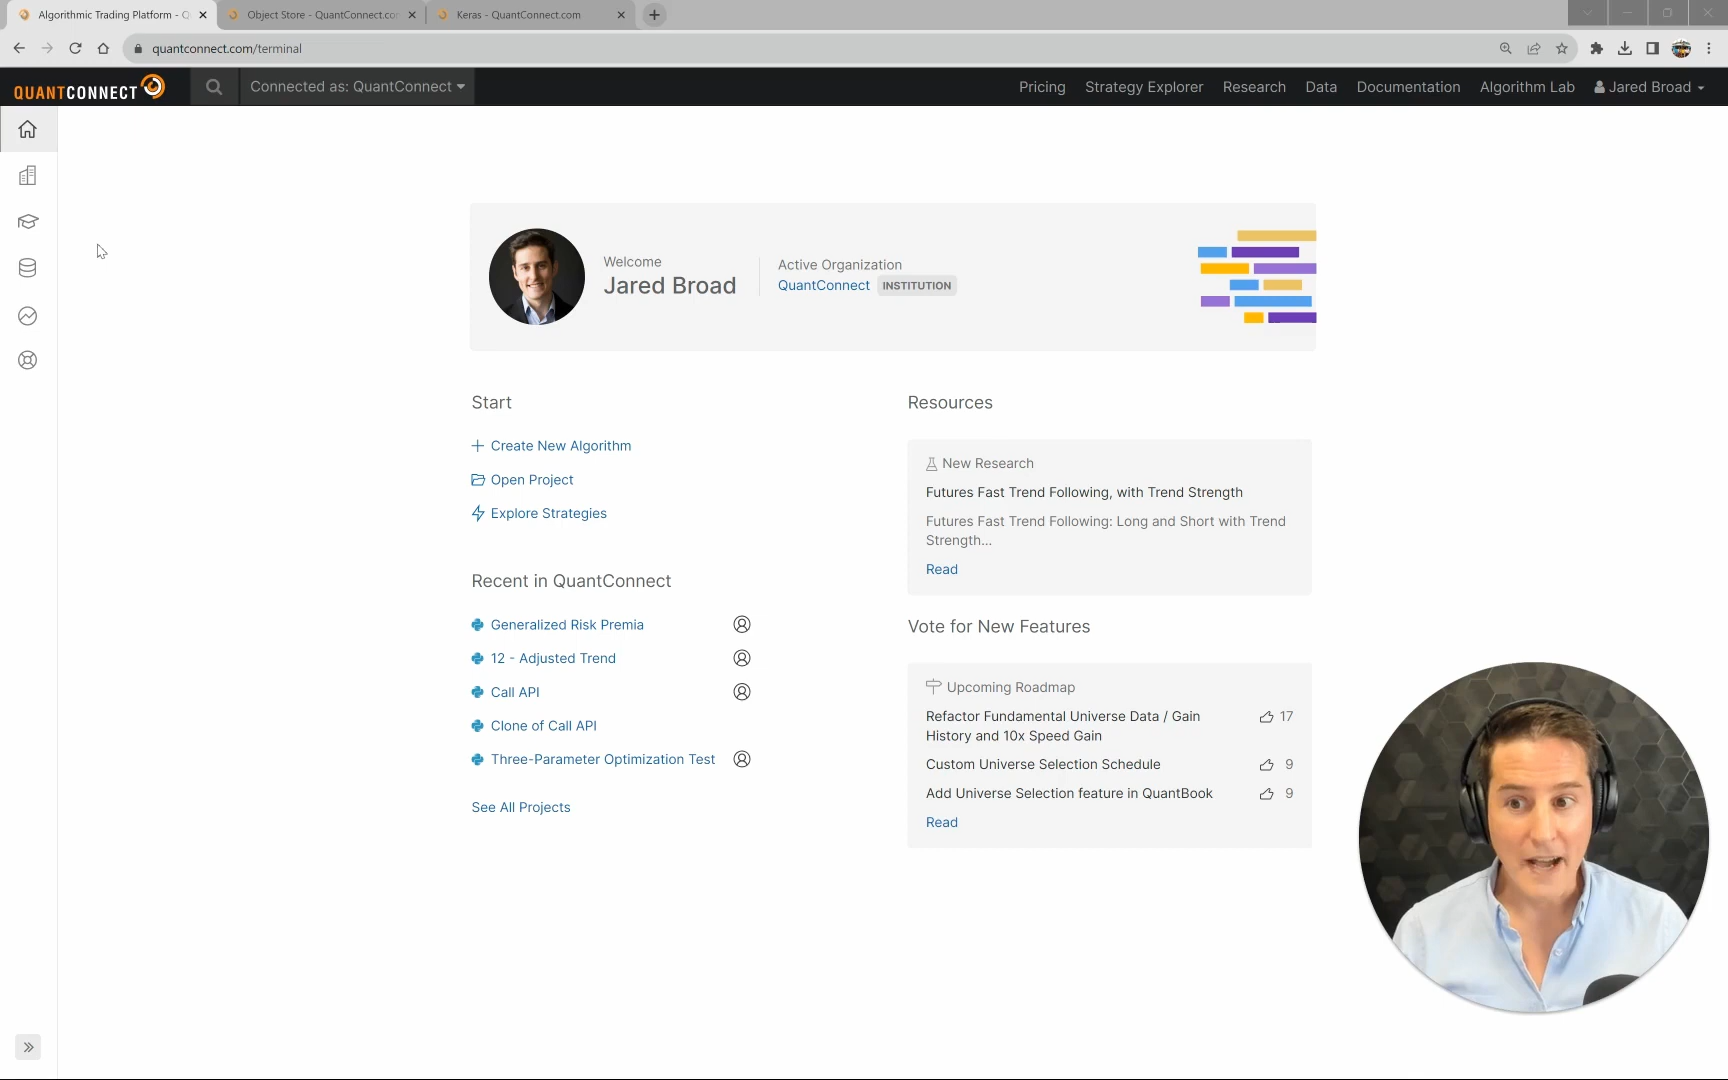 Algorithmic Trading Platform - Q
Object Store - QuantConnect.co
Keras - QuantConnect.com
quantconnect.com/terminal
QUANTCONNECT
Connected as: QuantConnect
Pricing
Strategy Explorer
Research
Data
Documentation
Algorithm Lab
Jared Broad
Welcome
Jared Broad
Active Organization
QuantConnect INSTITUTION
Start
Create New Algorithm
Open Project
Explore Strategies
Recent in QuantConnect
Generalized Risk Premia
12 - Adjusted Trend
Call API
Clone of Call API
Three-Parameter Optimization Test
See All Projects
Resources
New Research
Futures Fast Trend Following, with Trend Strength
Futures Fast Trend Following: Long and Short with Trend
Strength...
Read
Vote for New Features
Upcoming Roadmap
Refactor Fundamental Universe Data / Gain 17
History and 10x Speed Gain
Custom Universe Selection Schedule 9
Add Universe Selection feature in QuantBook 9
Read